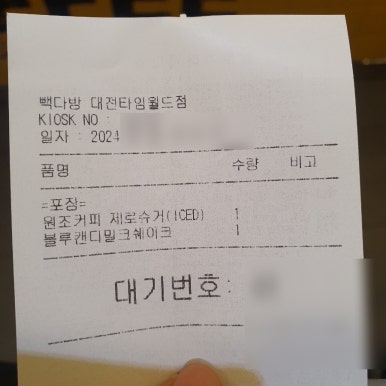 빽다방 대전타임월드점
KIOSK NO :
일자 : 2024
품명 수량 비고
=포장=
원조커피 제로슈거(ICED) 1
블루캔디밀크쉐이크 1
대기번호: